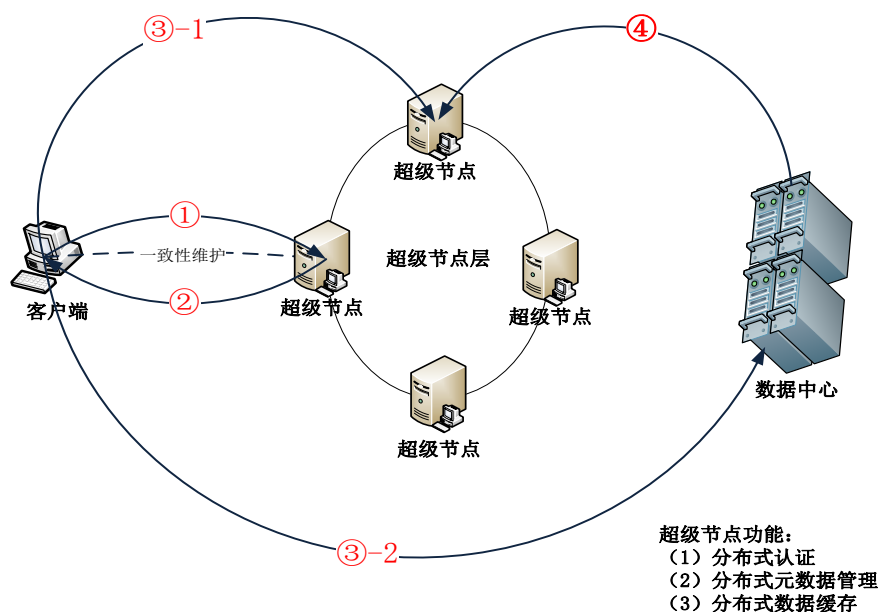 ③-1
④
超级节点
①
一致性维护
超级节点层
②
客户端
超级节点
超级节点
数据中心
超级节点
③-2
超级节点功能：
（1）分布式认证
（2）分布式元数据管理
（3）分布式数据缓存